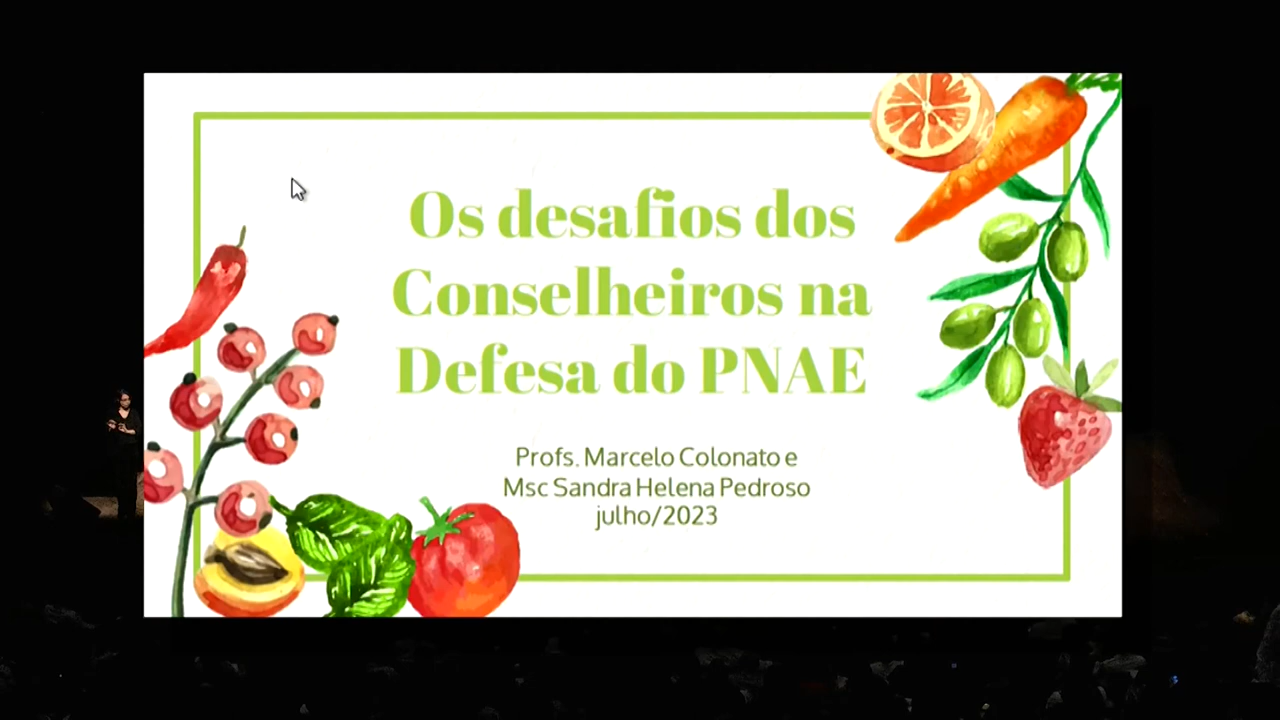 Os desafios dos
Conselheiros na
Defesa do PNAE
Profs. Marcelo Colonato e
Msc Sandra Helena Pedroso
julho/2023